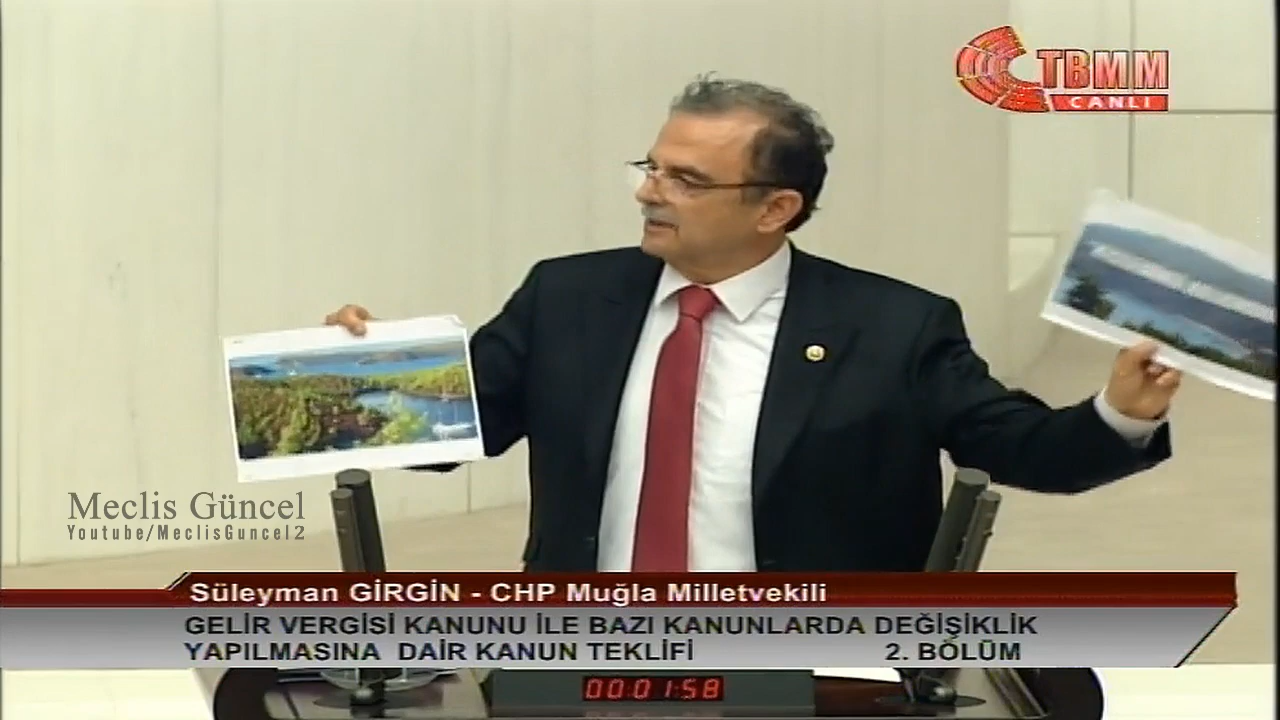 TBMM
CANLI
Meclis Güncel
Youtube/MeclisGuncel2
Süleyman GİRGİN - CHP Muğla Milletvekili
GELİR VERGİSİ KANUNU İLE BAZI KANUNLARDA DEĞİŞİKLİK
YAPILMASINA DAİR KANUN TEKLİFİ 2. BÖLÜM
00:01:58